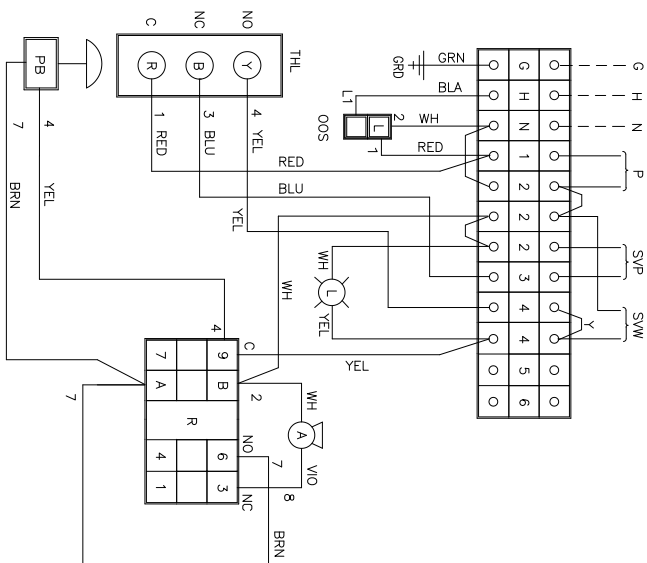 NO
NC
C
THL
Y
B
R
4 YEL
3 BLU
1 RED
PB
4
7
YEL
BRN
GRD
GRN
BLA
L1
OOS
L
2
WH
1
RED
RED
BLU
YEL
WH
WH
L
YEL
YEL
G
H
N
1
2
2
2
3
4
4
5
6
G
H
N
P
SVP
SVW
Y
4
C
7
9
A
B
R
4
6
1
3
NO
NC
2
WH
A
VIO
7
8
BRN
7